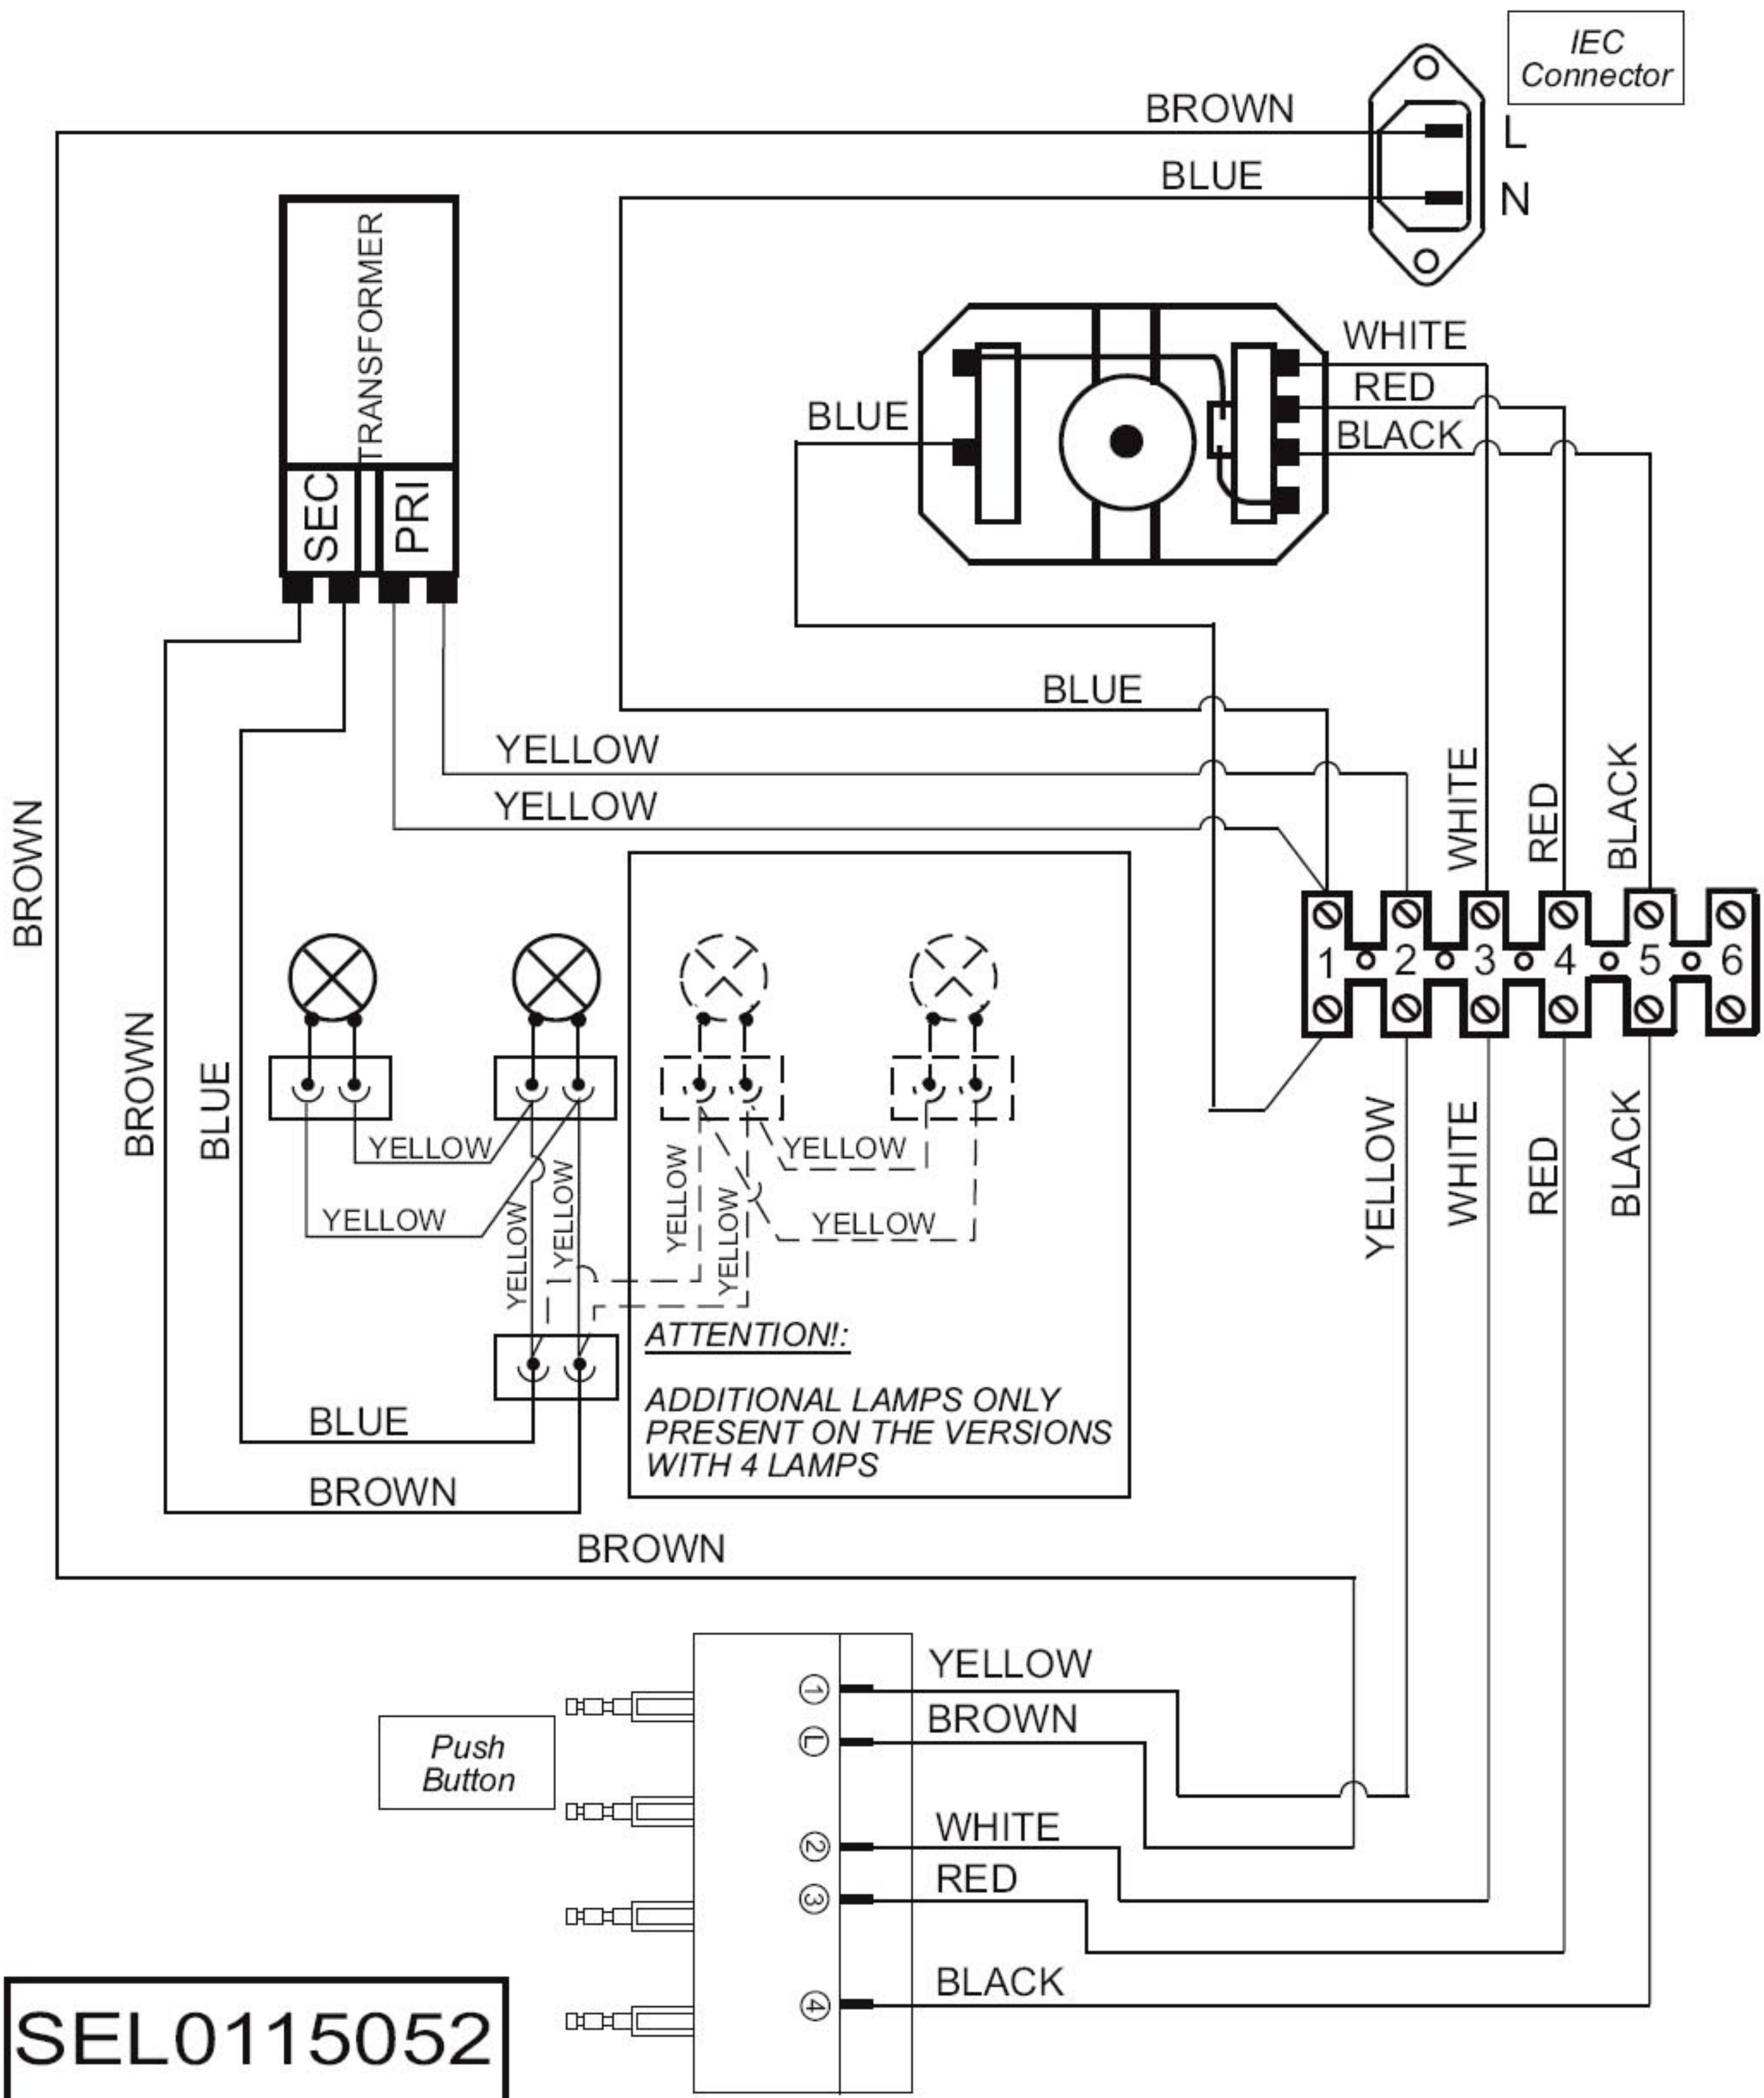 IEC
Connector
BROWN
L
BLUE
N
TRANSFORMER
SEC
PRI
WHITE
RED
BLACK
BLUE
BLUE
YELLOW
YELLOW
WHITE
RED
BLACK
BROWN
1
2
3
4
5
6
BROWN
BLUE
YELLOW
YELLOW
YELLOW
YELLOW
YELLOW
YELLOW
YELLOW
YELLOW
YELLOW
WHITE
RED
BLACK
ATTENTION!:
ADDITIONAL LAMPS ONLY
PRESENT ON THE VERSIONS
WITH 4 LAMPS
BLUE
BROWN
BROWN
YELLOW
1
BROWN
L
Push
Button
WHITE
2
RED
3
BLACK
4
SEL0115052